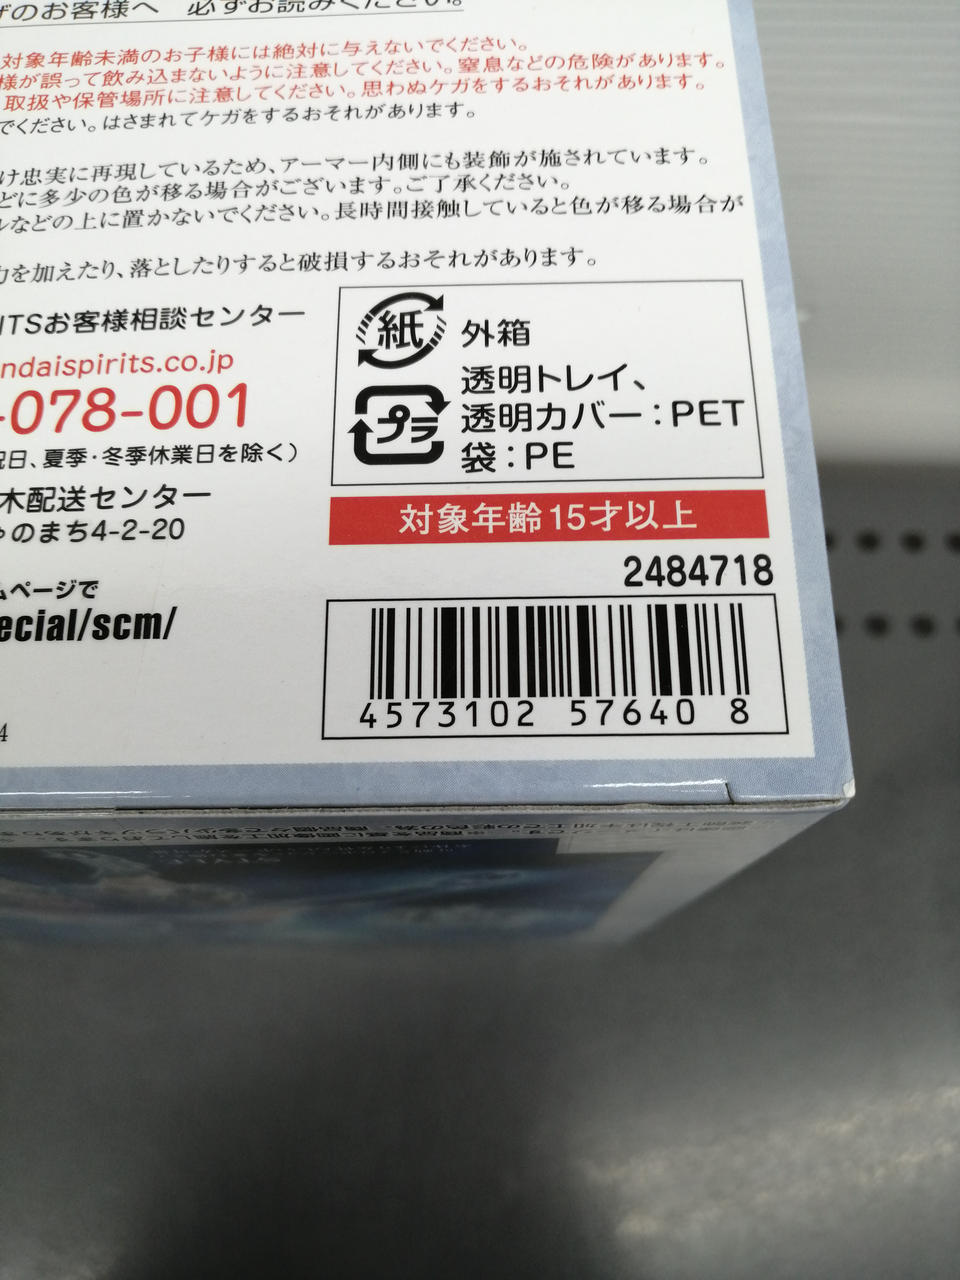 げのお客様へ 必ずお読みください。
対象年齢未満のお子様には絶対に与えないでください。
様が誤って飲み込まないように注意してください。窒息などの危険があります。
取扱や保管場所に注意してください。思わぬケガをするおそれがあります。
でください。はさまれてケガをするおそれがあります。
け忠実に再現しているため、アーマー内側にも装飾が施されています。
どに多少の色が移る場合がございます。ご了承ください。
ルなどの上に置かないでください。長時間接触していると色が移る場合が
力を加えたり、落としたりすると破損するおそれがあります。
ITSお客様相談センター
ndaispirits.co.jp
-078-001
祝日、夏季・冬季休業日を除く）
木配送センター
ゃのまち4-2-20
ムページで
ecial/scm/
4
紙 外箱
プラ 透明トレイ、
透明カバー：PET
袋：PE
対象年齢15才以上
2484718
4573102 57640 8
STYLE